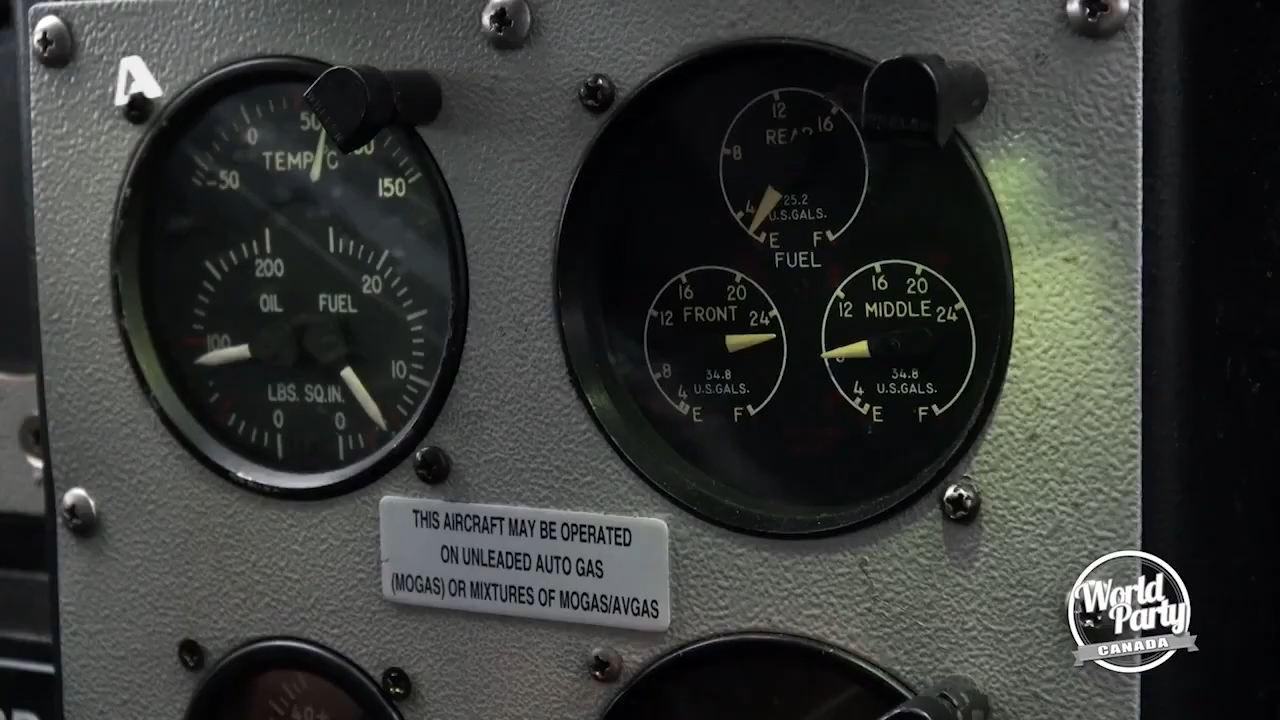 A
-50 0 50 150
TEMP °C
200
20
OIL FUEL
100
10
LBS. SQ.IN.
0 0
12
REAR 16
8
4 25.2
U.S.GALS.
E F
FUEL
16 20
12 FRONT 24
8
34.8
4 U.S.GALS.
E F
16 20
12 MIDDLE 24
34.8
4 U.S.GALS.
E F
THIS AIRCRAFT MAY BE OPERATED
ON UNLEADED AUTO GAS
(MOGAS) OR MIXTURES OF MOGAS/AVGAS
World
Party
CANADA